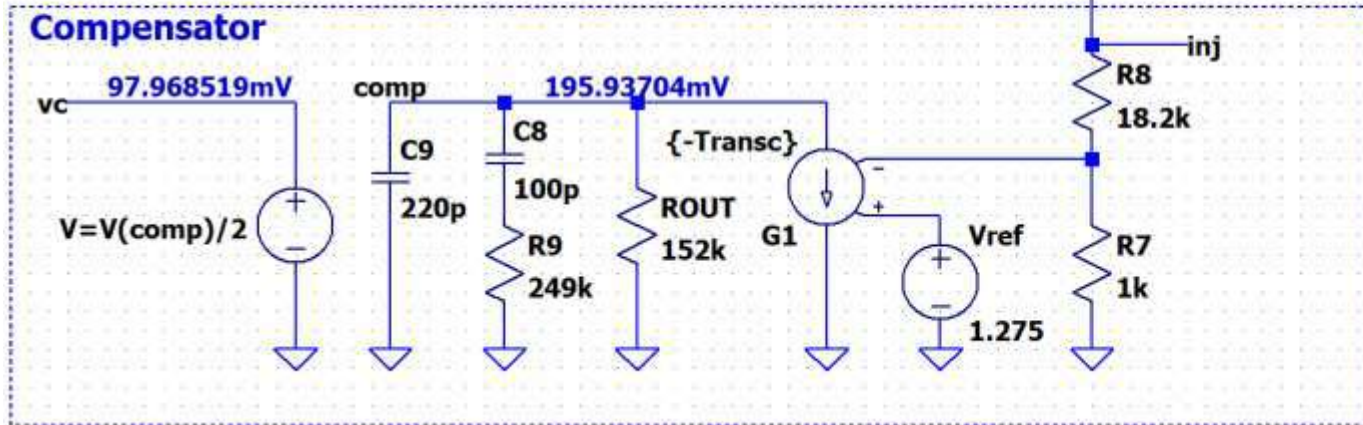 Compensator
inj
97.968519mV
comp
195.93704mV
vc
R8
18.2k
C8
C9
{-Transc}
100p
220p
ROUT
V=V(comp)/2
R9
G1
Vref
R7
152k
249k
1k
1.275